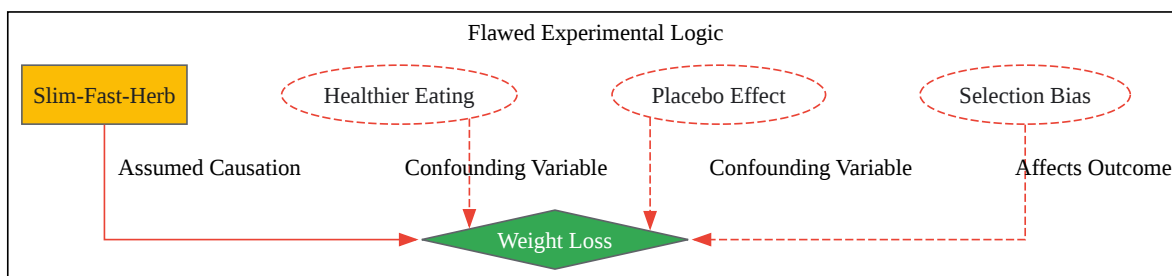 Flawed Experimental Logic
Slim-Fast-Herb
Healthier Eating
Placebo Effect
Selection Bias
Assumed Causation
Confounding Variable
Confounding Variable
Affects Outcome
Weight Loss